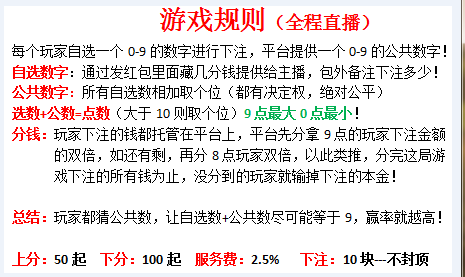 游戏规则（全程直播）
每个玩家自选一个 0-9 的数字进行下注，平台提供一个 0-9 的公共数字！
自选数字：通过发红包里面藏几分钱提供给主播，包外备注下注多少！
公共数字：所有自选数相加取个位（都有决定权，绝对公平）
选数+公数=点数（大于 10 则取个位）9 点最大 0 点最小！
分钱：玩家下注的钱都托管在平台上，平台先分拿 9 点的玩家下注金额
的双倍，如还有剩，再分 8 点玩家双倍，以此类推，分完这局游
戏下注的所有钱为止，没分到的玩家就输掉下注的本金！
总结：玩家都猜公共数，让自选数+公共数尽可能等于 9，赢率就越高！
上分：50 起 下分：100 起 服务费：2.5% 下注：10 块---不封顶